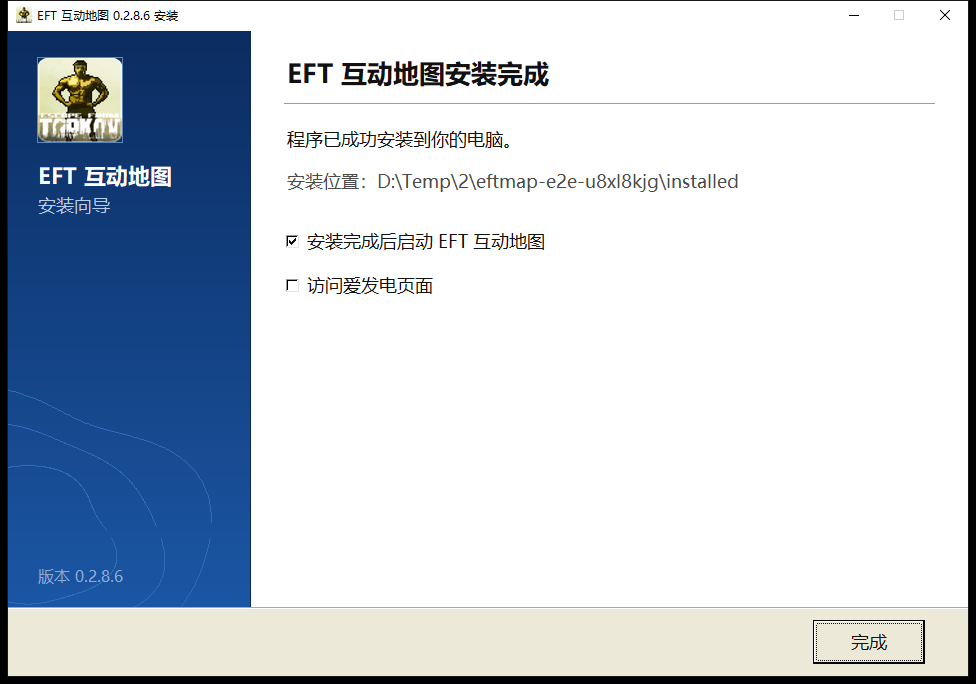 EFT 互动地图 0.2.8.6 安装
EFT 互动地图安装完成
程序已成功安装到你的电脑。
安装位置：D:\Temp\2\eftmap-e2e-u8xl8kjg\installed
安装完成后启动 EFT 互动地图
访问爱发电页面
TARKOV
EFT 互动地图
安装向导
版本 0.2.8.6
完成